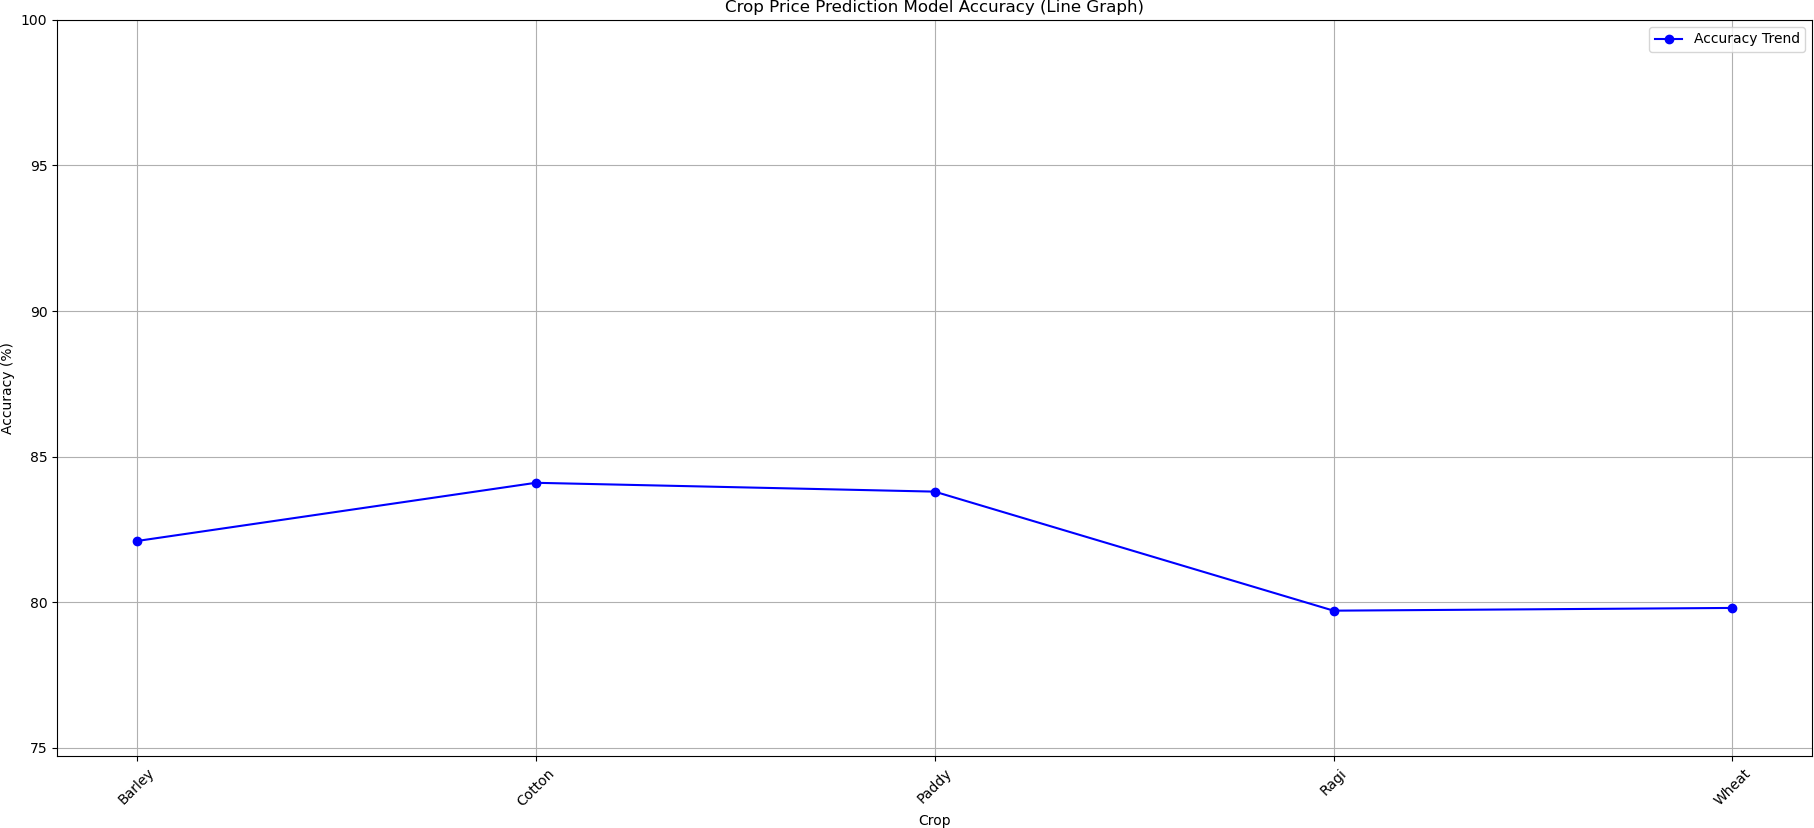 Crop Price Prediction Model Accuracy (Line Graph)
Accuracy Trend
100
95
90
85
80
75
Accuracy (%)
Barley
Cotton
Paddy
Ragi
Wheat
Crop